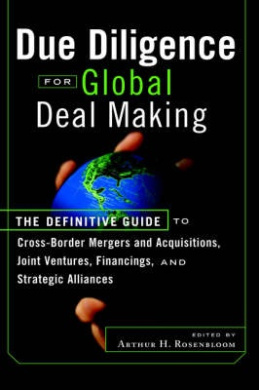 Due Diligence
FOR Global
Deal Making
THE DEFINITIVE GUIDE TO
Cross-Border Mergers and Acquisitions,
Joint Ventures, Financings, AND
Strategic Alliances
EDITED BY
ARTHUR H. ROSENBLOOM